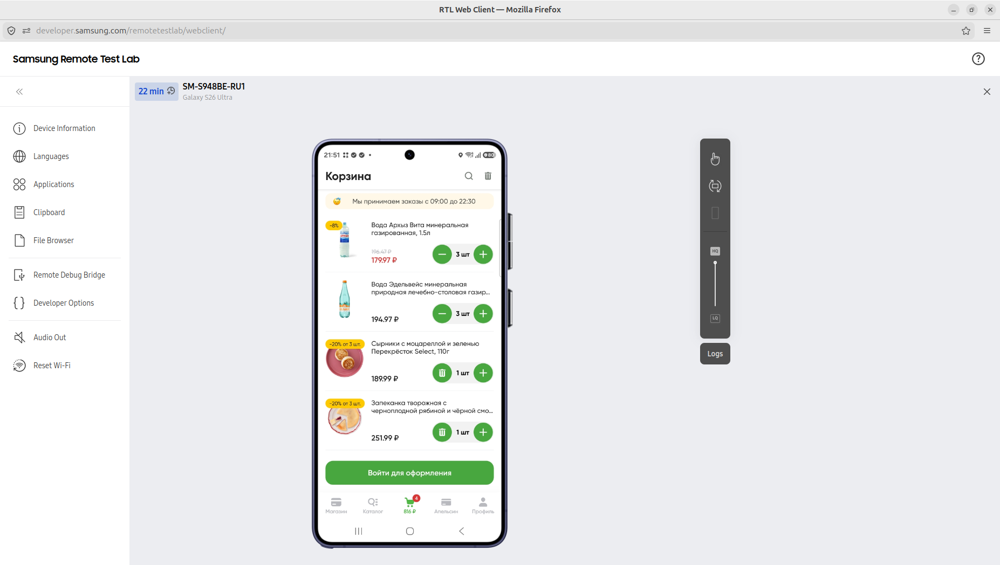 RTL Web Client — Mozilla Firefox
developer.samsung.com/remotetestlab/webclient/
Samsung Remote Test Lab
22 min
SM-S948BE-RU1
Galaxy S26 Ultra
Device Information
Languages
Applications
Clipboard
File Browser
Remote Debug Bridge
Developer Options
Audio Out
Reset Wi-Fi
21:51
80
Корзина
Мы принимаем заказы с 09:00 до 22:30
-8%
Вода Архыз Вита минеральная
газированная, 1.5л
196.47 ₽
179.97 ₽
3 шт
Вода Эдельвейс минеральная
природная лечебно-столовая газир...
194.97 ₽
3 шт
-20% от 3 шт.
Сырники с моцареллой и зеленью
Перекрёсток Select, 110г
189.99 ₽
1 шт
-20% от 3 шт.
Запеканка творожная с
черноплодной рябиной и чёрной смо...
251.99 ₽
1 шт
Войти для оформления
4
Магазин
Каталог
816 ₽
Апельсин
Профиль
HQ
LQ
Logs